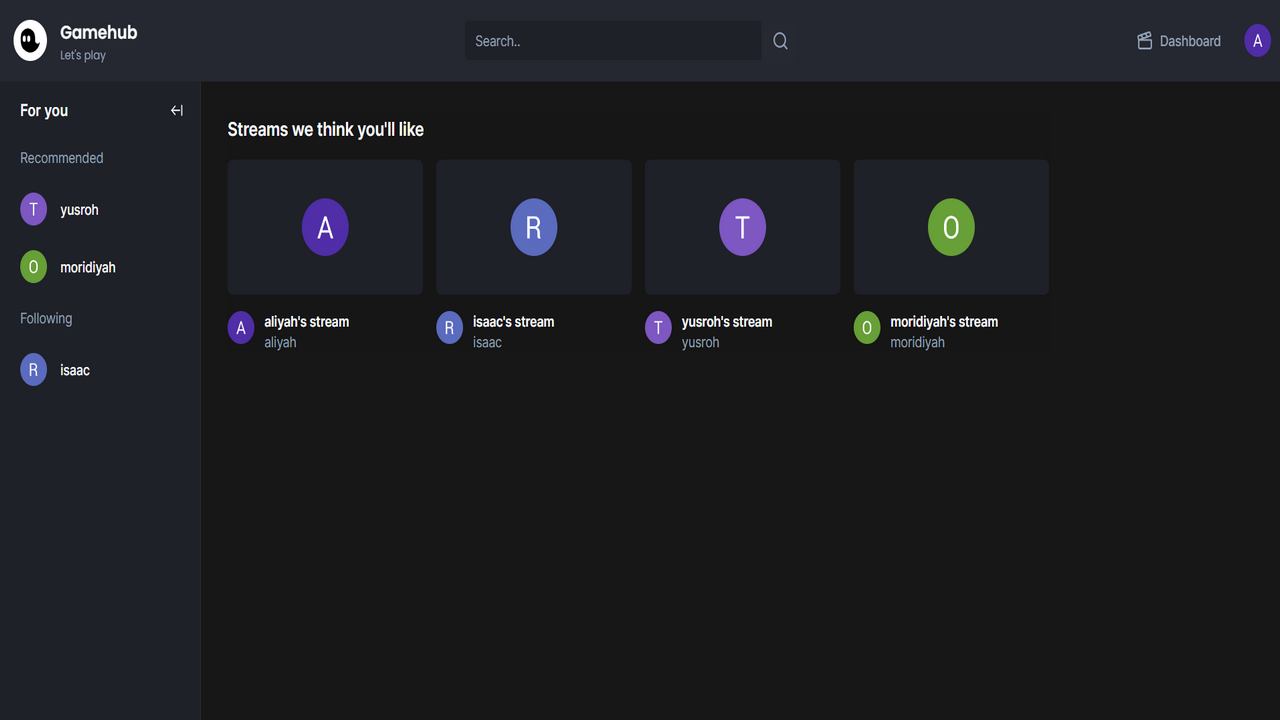 Gamehub
Let's play
Search..
Dashboard
A
For you
Recommended
T yusroh
O moridiyah
Following
R isaac
Streams we think you'll like
A
R
T
O
A aliyah's stream
aliyah
R isaac's stream
isaac
T yusroh's stream
yusroh
O moridiyah's stream
moridiyah